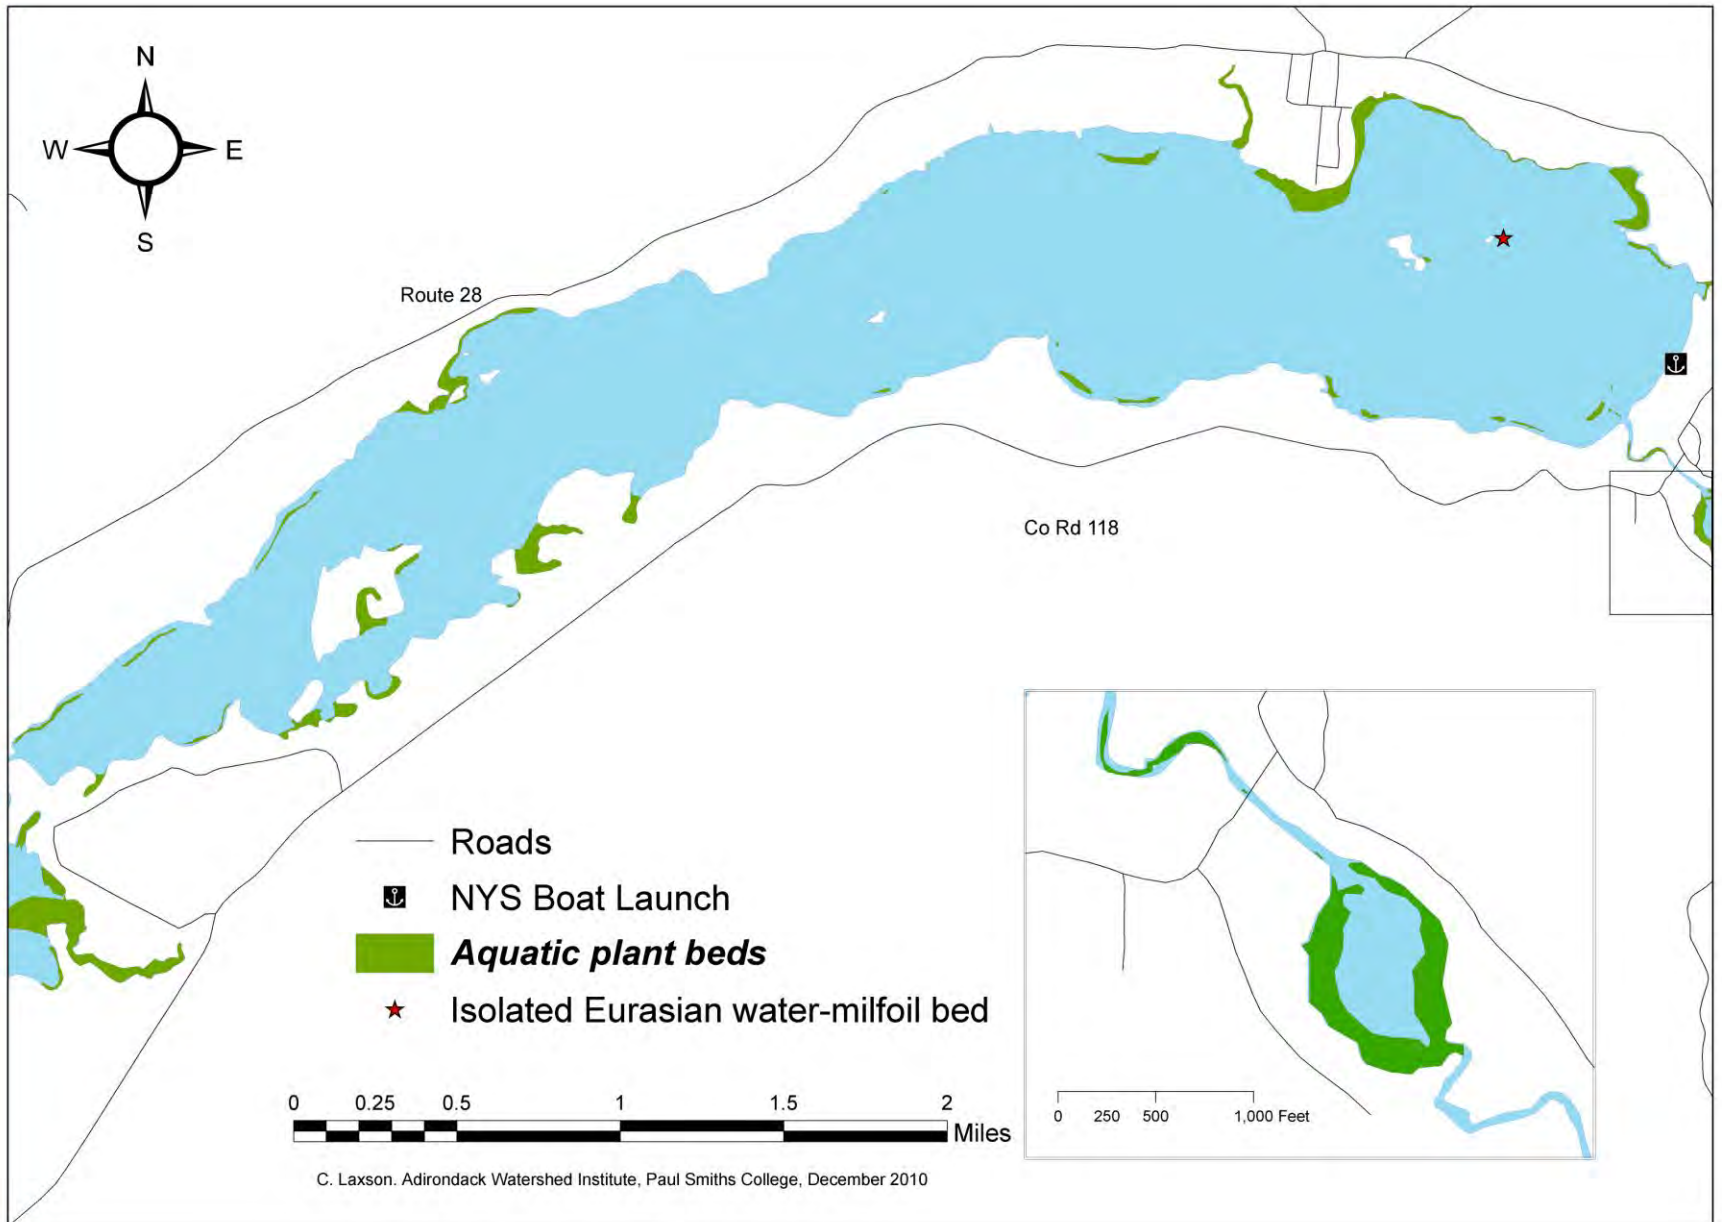 N
W E
S
Route 28
Co Rd 118
Roads
NYS Boat Launch
Aquatic plant beds
Isolated Eurasian water-milfoil bed
0 0.25 0.5 1 1.5 2
Miles
0 250 500 1,000 Feet
C. Laxson. Adirondack Watershed Institute, Paul Smiths College, December 2010